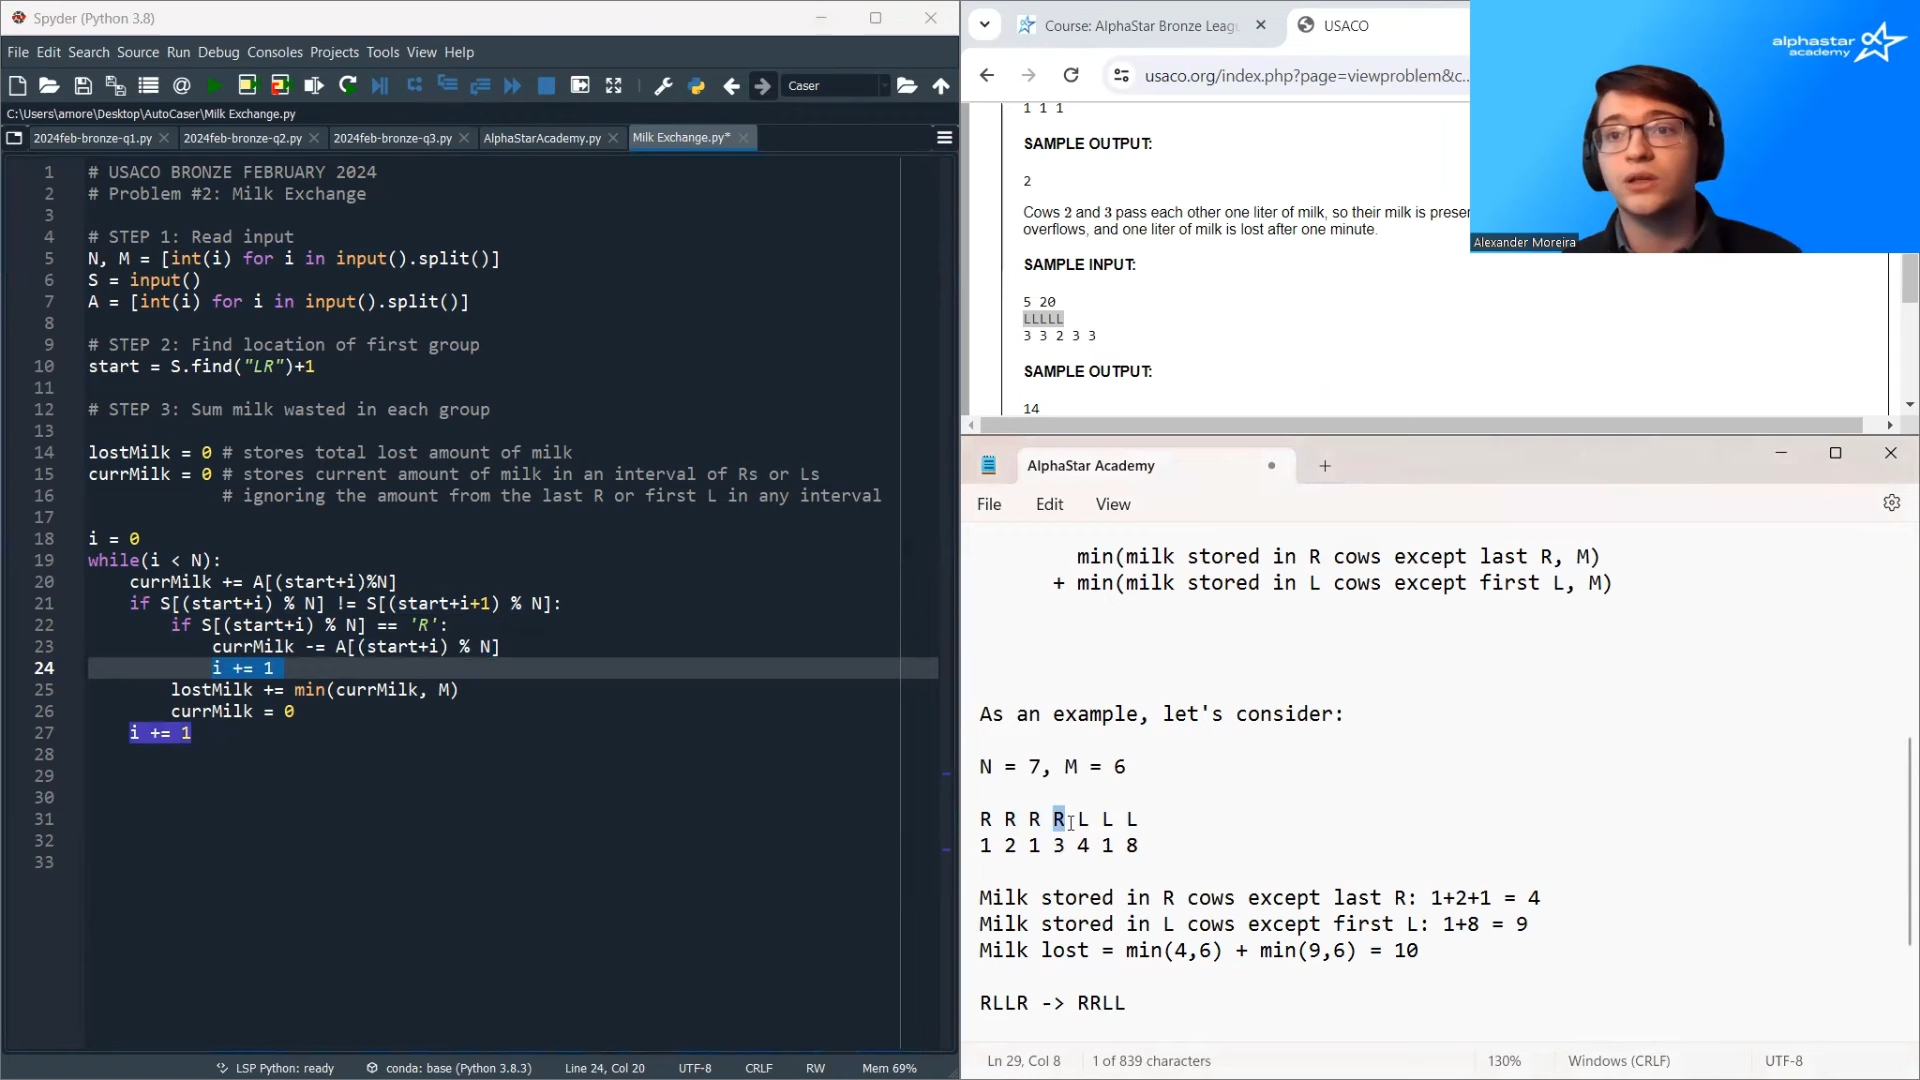 Spyder (Python 3.8)
File Edit Search Source Run Debug Consoles Projects Tools View Help
Caser
C:\Users\amore\Desktop\AutoCaser\Milk Exchange.py
2024feb-bronze-q1.py 2024feb-bronze-q2.py 2024feb-bronze-q3.py AlphaStarAcademy.py Milk Exchange.py*
1 # USACO BRONZE FEBRUARY 2024
2 # Problem #2: Milk Exchange
3
4 # STEP 1: Read input
5 N, M = [int(i) for i in input().split()]
6 S = input()
7 A = [int(i) for i in input().split()]
8
9 # STEP 2: Find location of first group
10 start = S.find("LR")+1
11
12 # STEP 3: Sum milk wasted in each group
13
14 lostMilk = 0 # stores total lost amount of milk
15 currMilk = 0 # stores current amount of milk in an interval of Rs or Ls
16 # ignoring the amount from the last R or first L in any interval
17
18 i = 0
19 while(i < N):
20 currMilk += A[(start+i)%N]
21 if S[(start+i) % N] != S[(start+i+1) % N]:
22 if S[(start+i) % N] == 'R':
23 currMilk -= A[(start+i) % N]
24 i += 1
25 lostMilk += min(currMilk, M)
26 currMilk = 0
27 i += 1
28
29
30
31
32
33
LSP Python: ready conda: base (Python 3.8.3) Line 24, Col 20 UTF-8 CRLF RW Mem 69%
Course: AlphaStar Bronze Leag USACO
usaco.org/index.php?page=viewproblem&c...
1 1 1
SAMPLE OUTPUT:
2
Cows 2 and 3 pass each other one liter of milk, so their milk is preser
overflows, and one liter of milk is lost after one minute.
SAMPLE INPUT:
5 20
LLLLL
3 3 2 3 3
SAMPLE OUTPUT:
14
alphastar
academy
Alexander Moreira
AlphaStar Academy
File Edit View
min(milk stored in R cows except last R, M)
+ min(milk stored in L cows except first L, M)
As an example, let's consider:
N = 7, M = 6
R R R R L L L
1 2 1 3 4 1 8
Milk stored in R cows except last R: 1+2+1 = 4
Milk stored in L cows except first L: 1+8 = 9
Milk lost = min(4,6) + min(9,6) = 10
RLLR -> RRLL
Ln 29, Col 8 1 of 839 characters 130% Windows (CRLF) UTF-8